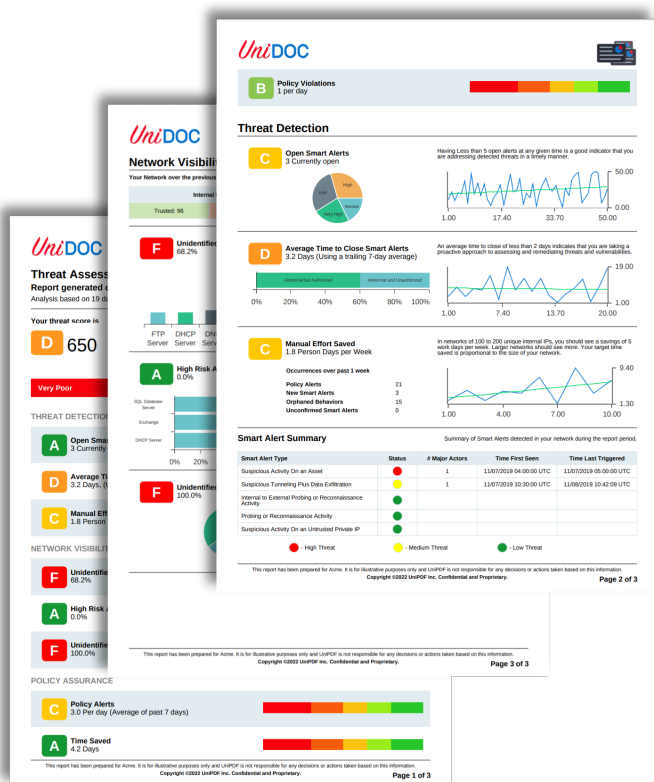 UniDOC
B
Policy Violations
1 per day
Threat Detection
C
Open Smart Alerts
3 Currently open
Having Less than 5 open alerts at any given time is a good indicator that you
are addressing detected threats in a timely manner.
High
Low
Normal
Very High
50.00
0.00
1.00 17.40 33.70 50.00
D
Average Time to Close Smart Alerts
3.2 Days (Using a trailing 7-day average)
An average time to close of less than 2 days indicates that you are taking a
proactive approach to assessing and remediating threats and vulnerabilities.
Abnormal but Authorized Abnormal and Unauthorized
0% 20% 40% 60% 80% 100%
19.00
1.00
1.00 7.30 13.70 20.00
C
Manual Effort Saved
1.8 Person Days per Week
In networks of 100 to 200 unique internal IPs, you should see a savings of 5
work days per week. Larger networks should see more. Your target time
saved is proportional to the size of your network.
Occurrences over past 1 week
Policy Alerts 21
New Smart Alerts 3
Orphaned Behaviors 15
Unconfirmed Smart Alerts 0
9.40
1.30
1.00 4.00 7.00 10.00
Smart Alert Summary
Summary of Smart Alerts detected in your network during the report period.
Smart Alert Type Status # Major Actors Time First Seen Time Last Triggered
Suspicious Activity On an Asset 1 11/07/2019 04:00:00 UTC 11/07/2019 05:00:00 UTC
Suspicious Tunneling Plus Data Exfiltration 1 11/07/2019 10:30:00 UTC 11/08/2019 10:42:09 UTC
Internal to External Probing or Reconnaissance
Activity
Probing or Reconaissance Activity
Suspicious Activity On an Untrusted Private IP
- High Threat - Medium Threat - Low Threat
This report has been prepared for Acme. It is for illustrative purposes only and UniPDF is not responsible for any decisions or actions taken based on this information.
Copyright ©2022 UniPDF Inc. Confidential and Proprietary.
Page 2 of 3
UniDOC
Network Visibili
Your Network over the previous
Internal
Trusted: 96
F
Unidentified
68.2%
FTP DHCP DN
Server Server Serv
A
High Risk A
0.0%
SQL Database
Server
Exchange
DHCP Server
0% 20%
F
Unidentified
100.0%
This report has been prepared for Acme. It is for illustrative purposes only and UniPDF is not responsible for any decisions or actions taken based on this information.
Copyright ©2022 UniPDF Inc. Confidential and Proprietary.
Page 3 of 3
UniDOC
Threat Assess
Report generated
Analysis based on 19 da
Your threat score is
D 650
Very Poor
THREAT DETECTION
A
Open Smar
3 Currently
D
Average Ti
3.2 Days, (
C
Manual Eff
1.8 Person
NETWORK VISIBILIT
F
Unidentifie
68.2%
A
High Risk
0.0%
F
Unidentifie
100.0%
POLICY ASSURANCE
C
Policy Alerts
3.0 Per day (Average of past 7 days)
A
Time Saved
4.2 Days
This report has been prepared for Acme. It is for illustrative purposes only and UniPDF is not responsible for any decisions or actions taken based on this information.
Copyright ©2022 UniPDF Inc. Confidential and Proprietary.
Page 1 of 3